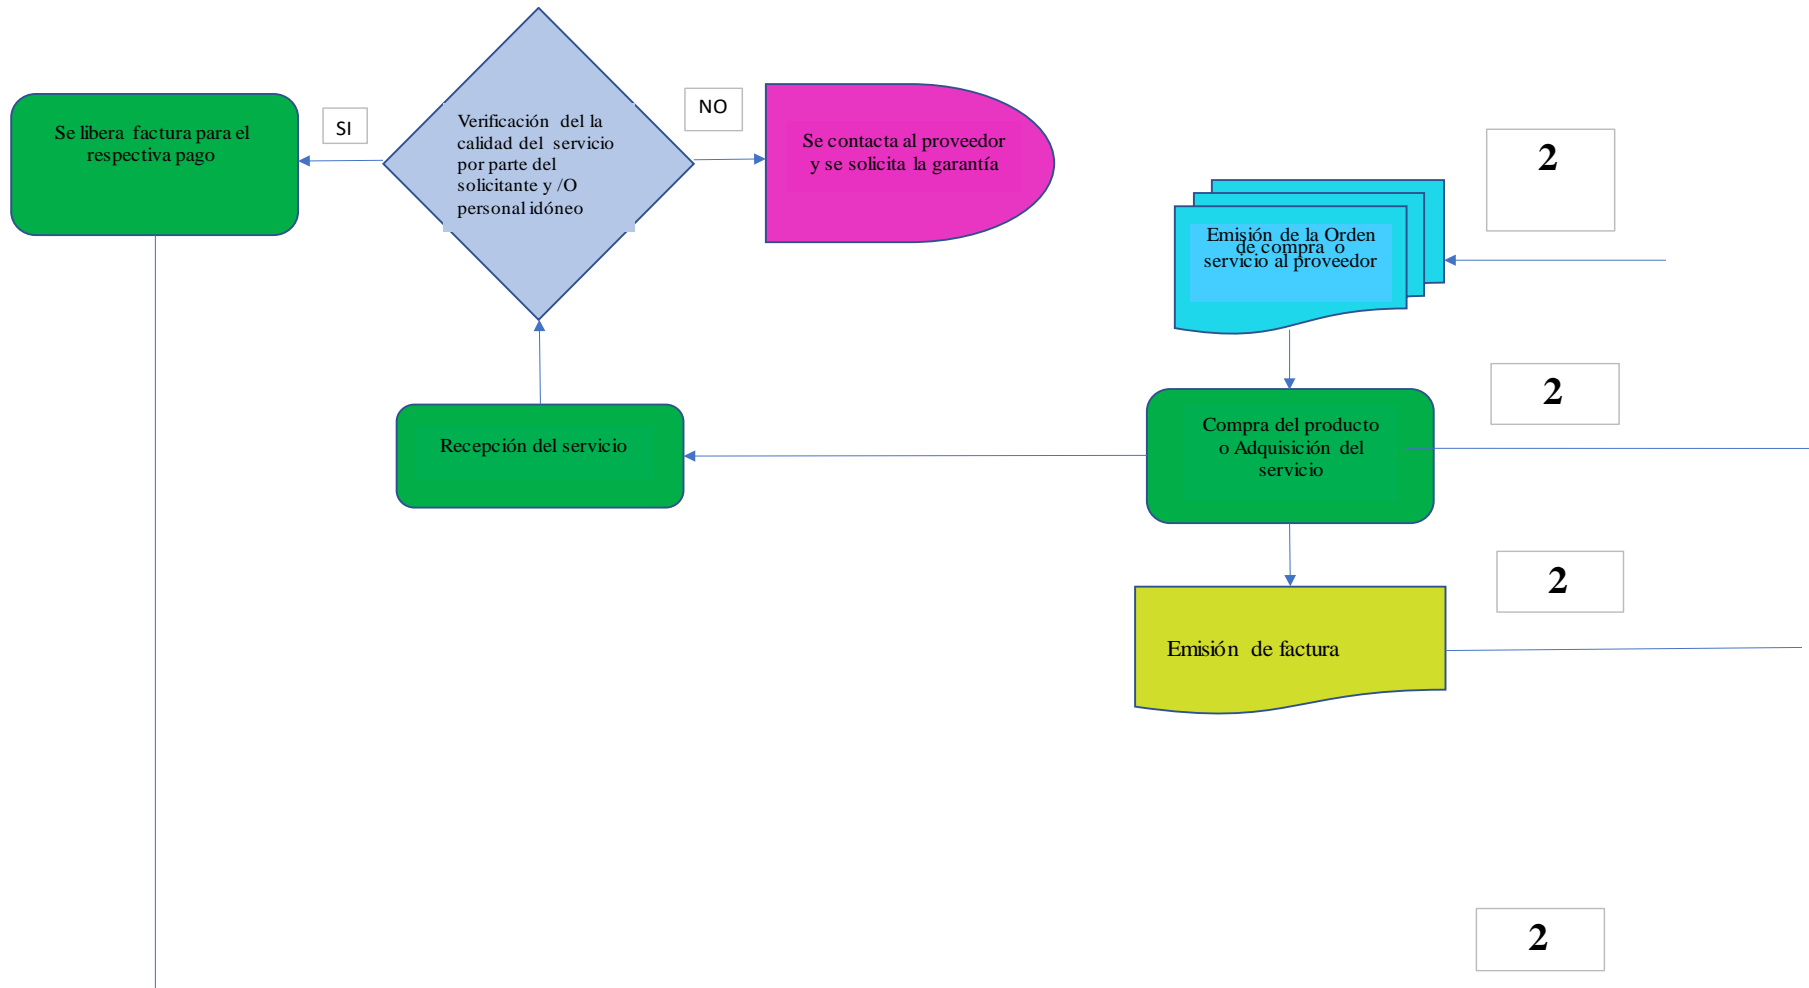 Se libera factura para el
respectiva pago
SI
Verificación del la
calidad del servicio
por parte del
solicitante y /O
personal idóneo
NO
Se contacta al proveedor
y se solicita la garantía
2
Emisión de la Orden
de compra o
servicio al proveedor
2
Recepción del servicio
Compra del producto
o Adquisición del
servicio
2
Emisión de factura
2